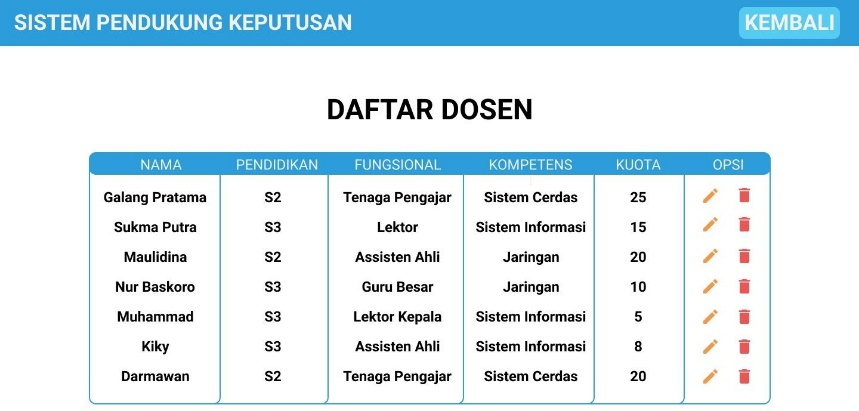 SISTEM PENDUKUNG KEPUTUSAN KEMBALI
DAFTAR DOSEN
NAMA PENDIDIKAN FUNGSIONAL KOMPETENS KUOTA OPSI
Galang Pratama S2 Tenaga Pengajar Sistem Cerdas 25
Sukma Putra S3 Lektor Sistem Informasi 15
Maulidina S2 Assisten Ahli Jaringan 20
Nur Baskoro S3 Guru Besar Jaringan 10
Muhammad S3 Lektor Kepala Sistem Informasi 5
Kiky S3 Assisten Ahli Sistem Informasi 8
Darmawan S2 Tenaga Pengajar Sistem Cerdas 20